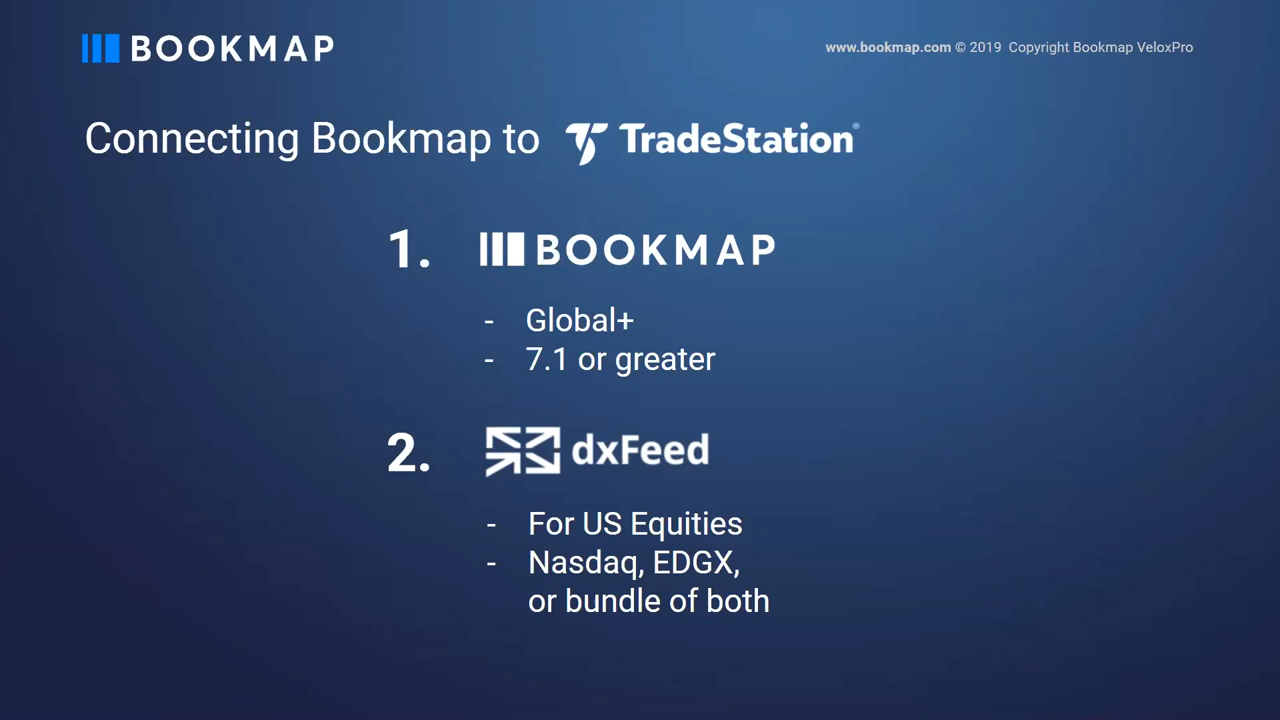 BOOKMAP
www.bookmap.com © 2019 Copyright Bookmap VeloxPro
Connecting Bookmap to TradeStation®
1. BOOKMAP
- Global+
- 7.1 or greater
2. dxFeed
- For US Equities
- Nasdaq, EDGX,
or bundle of both